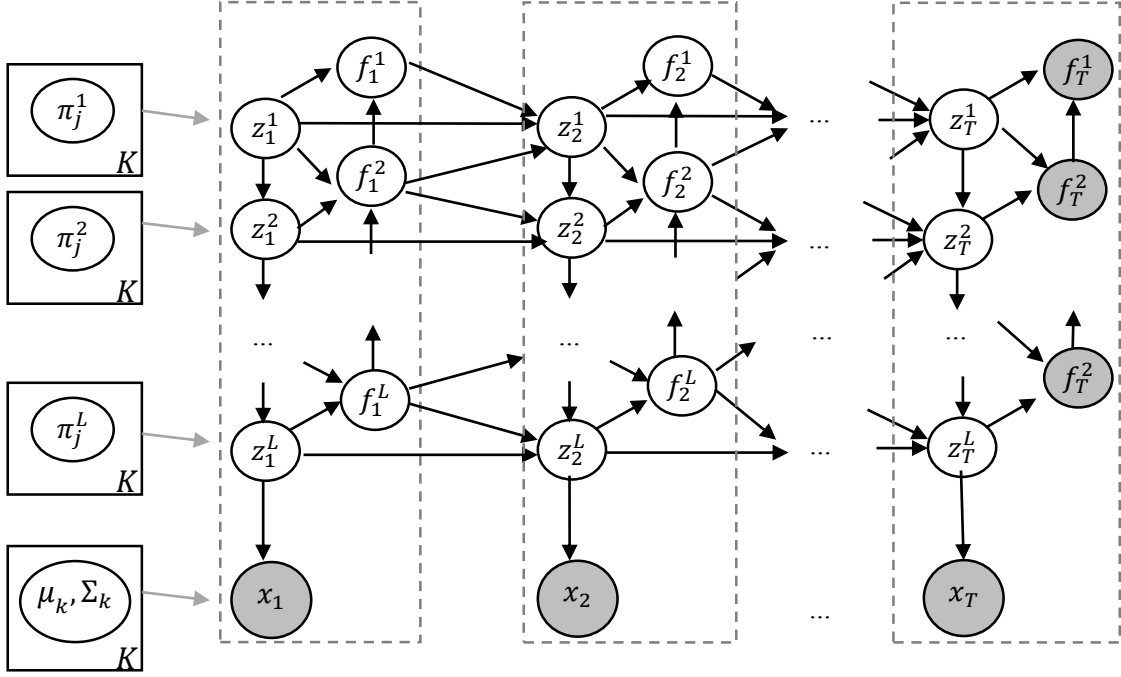 π_j^1
K
z_1^1
f_1^1
z_2^1
f_2^1
...
z_T^1
f_T^1
π_j^2
K
z_1^2
f_1^2
z_2^2
f_2^2
...
z_T^2
f_T^2
...
...
...
...
π_j^L
K
z_1^L
f_1^L
z_2^L
f_2^L
...
z_T^L
f_T^2
μ_k, Σ_k
K
x_1
x_2
...
x_T